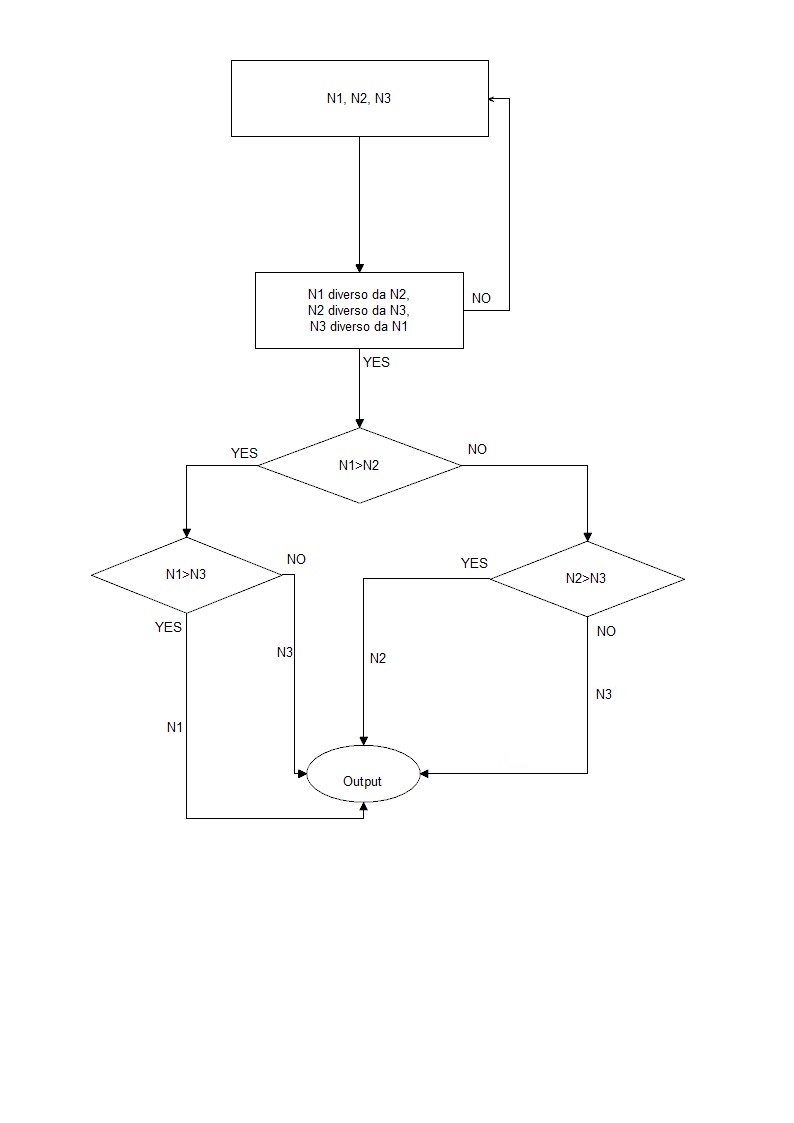 N1, N2, N3
N1 diverso da N2,
N2 diverso da N3,
N3 diverso da N1
NO
YES
N1>N2
YES
NO
N1>N3
NO
YES
N2>N3
YES
NO
N3
N2
N3
N1
Output